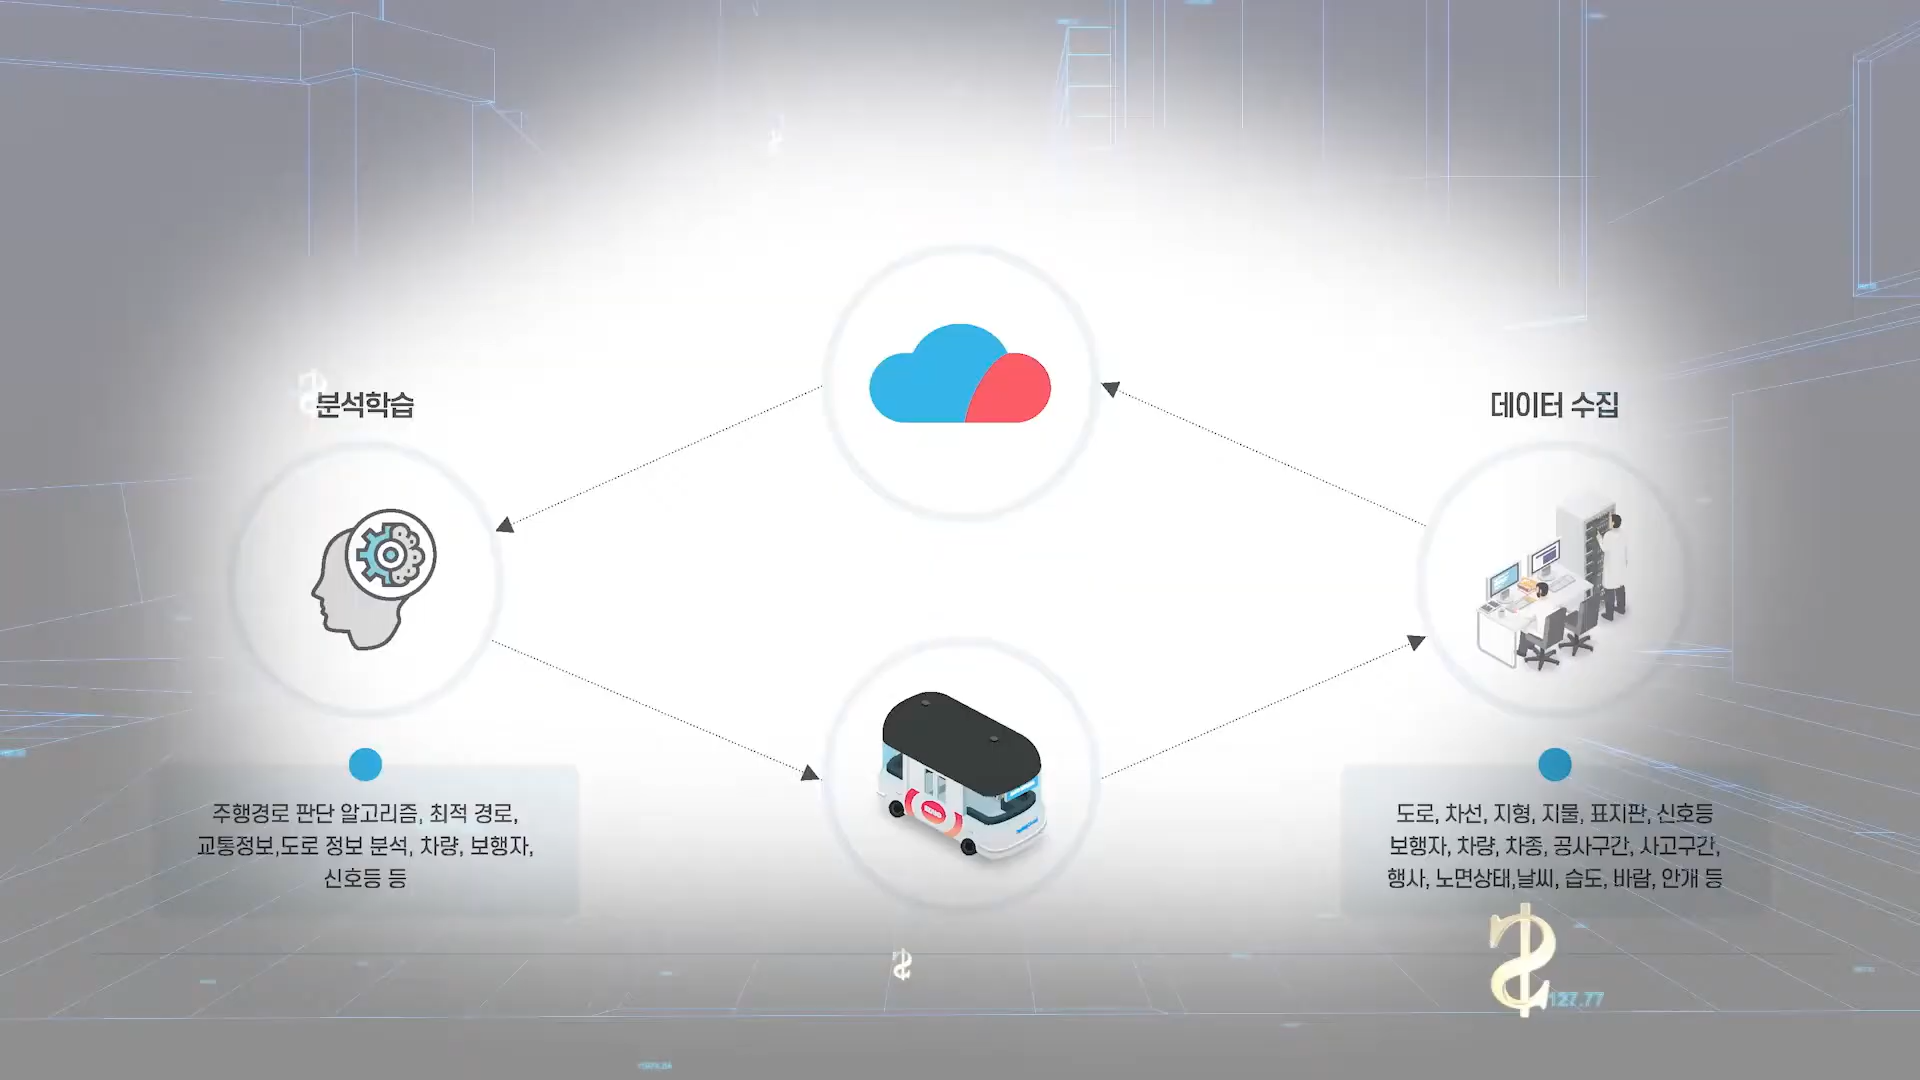 분석학습
주행경로 판단 알고리즘, 최적 경로,
교통정보,도로 정보 분석, 차량, 보행자,
신호등 등
데이터 수집
도로, 차선, 지형, 지물, 표지판, 신호등
보행자, 차량, 차종, 공사구간, 사고구간,
행사, 노면상태,날씨, 습도, 바람, 안개 등
$
$
127.77